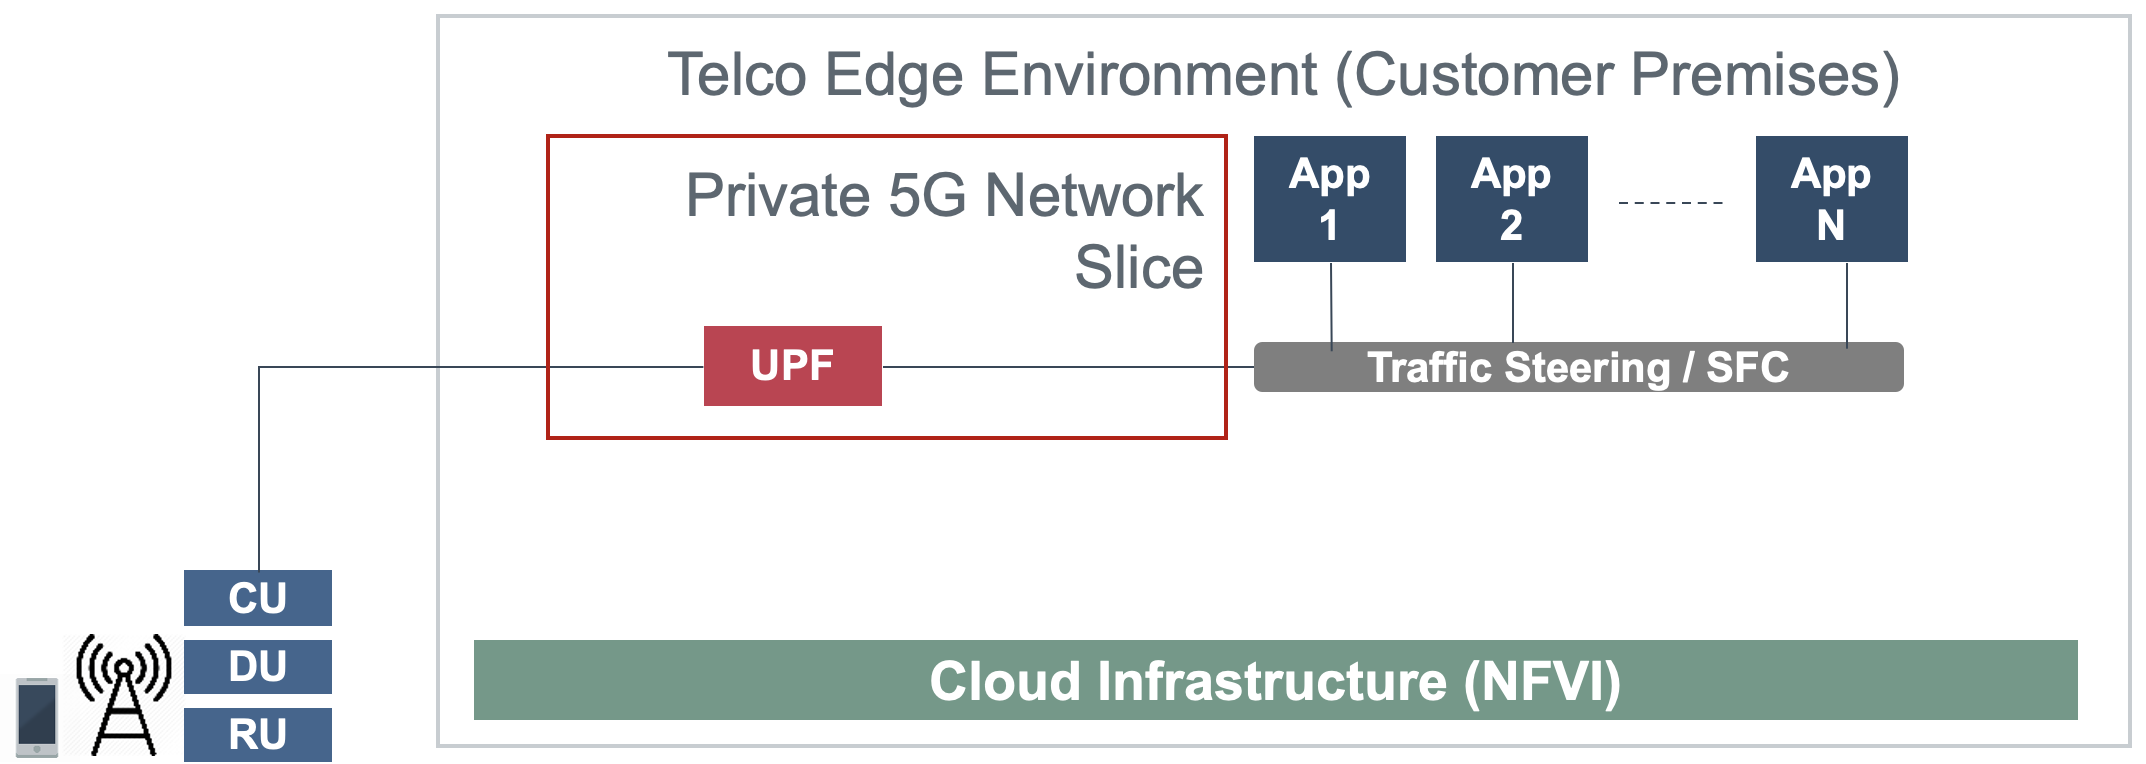 Telco Edge Environment (Customer Premises)
Private 5G Network
Slice
App
1
App
2
App
N
UPF
Traffic Steering / SFC
CU
DU
RU
Cloud Infrastructure (NFVI)